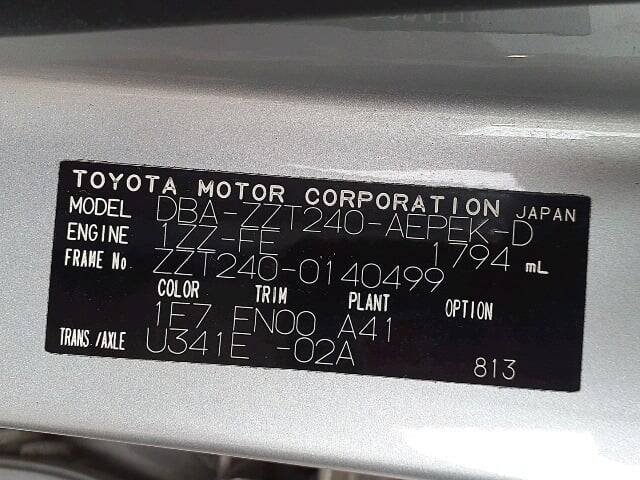 TOYOTA MOTOR CORPORATION JAPAN
MODEL DBA-ZZT240-AEPEK-D
ENGINE 1ZZ-FE 1794 mL
FRAME No ZZT240-0140499
COLOR TRIM PLANT OPTION
1E7 EN00 A41
TRANS./AXLE U341E -02A
813